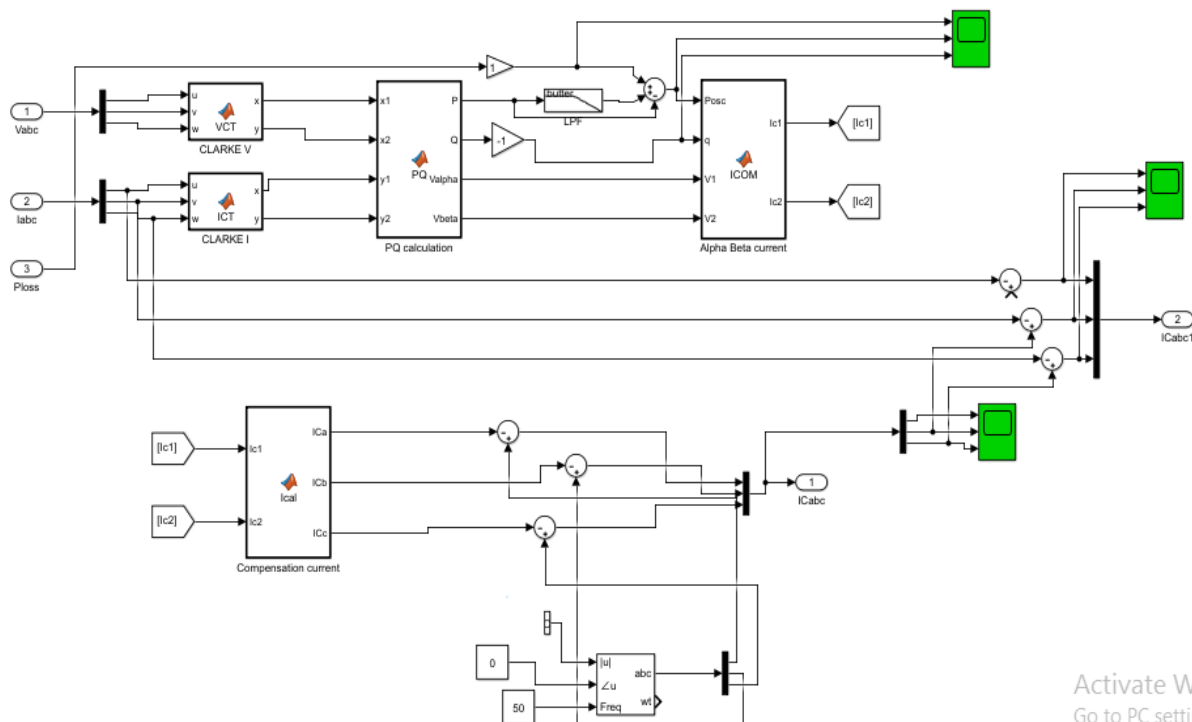 1
Vabc
u
v
w
VCT
x
y
CLARKE V
2
Iabc
u
v
w
ICT
x
y
CLARKE I
3
Ploss
x1
x2
y1
y2
PQ
P
Q
Valpha
Vbeta
PQ calculation
1
butter
LPF
-1
Posc
q
V1
V2
ICOM
Ic1
Ic2
Alpha Beta current
[Ic1]
[Ic2]
2
ICabc1
[Ic1]
[Ic2]
Ic1
Ic2
Ical
ICa
ICb
ICc
Compensation current
1
ICabc
0
50
|u|
∠u
Freq
abc
wt
Activate W
Go to PC setti